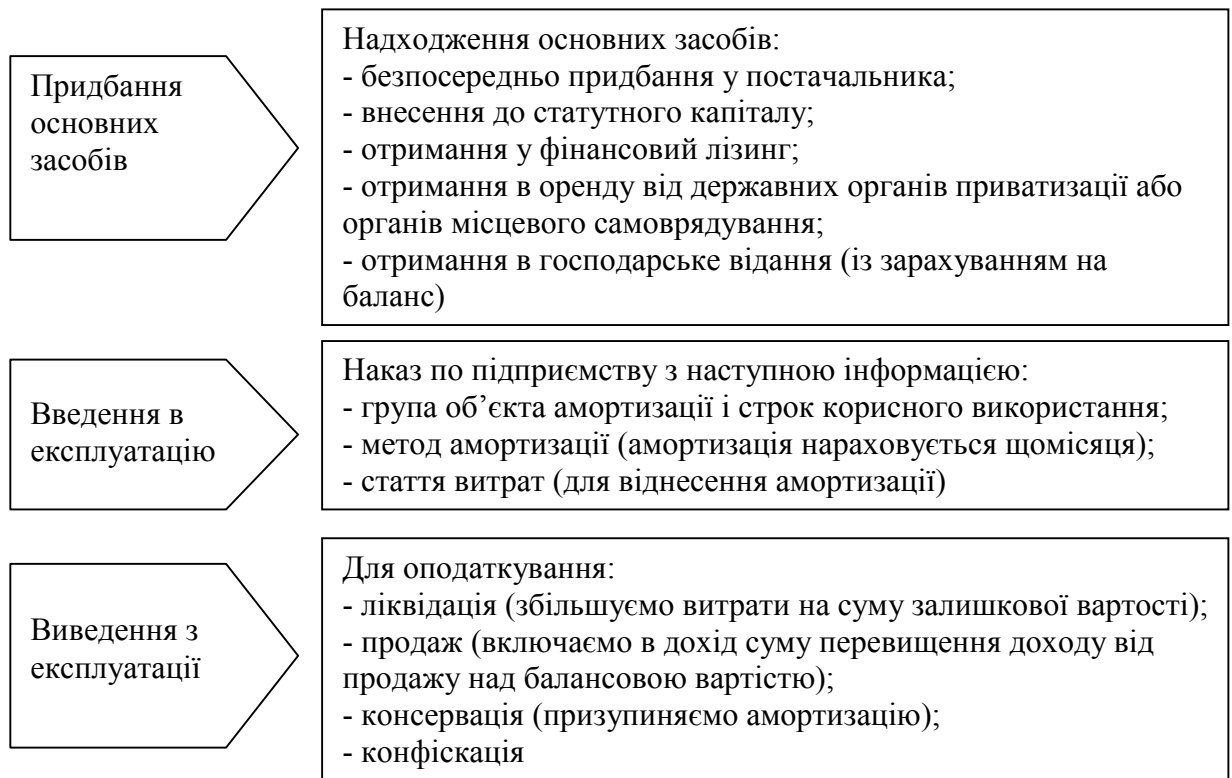 Придбання
основних
засобів
Надходження основних засобів:
- безпосередньо придбання у постачальника;
- внесення до статутного капіталу;
- отримання у фінансовий лізинг;
- отримання в оренду від державних органів приватизації або
органів місцевого самоврядування;
- отримання в господарське відання (із зарахуванням на
баланс)
Введення в
експлуатацію
Наказ по підприємству з наступною інформацією:
- група об’єкта амортизації і строк корисного використання;
- метод амортизації (амортизація нараховується щомісяця);
- стаття витрат (для віднесення амортизації)
Виведення з
експлуатації
Для оподаткування:
- ліквідація (збільшуємо витрати на суму залишкової вартості);
- продаж (включаємо в дохід суму перевищення доходу від
продажу над балансовою вартістю);
- консервація (призупиняємо амортизацію);
- конфіскація